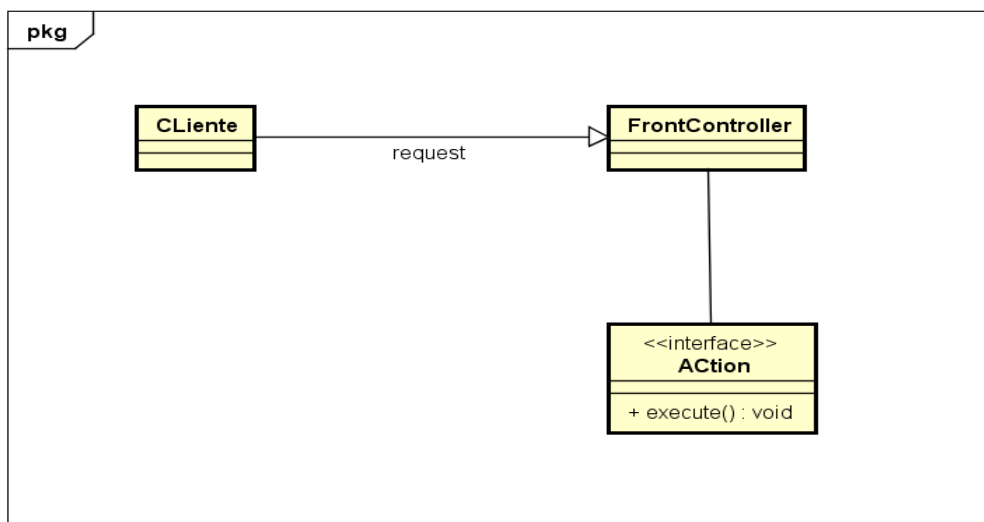 pkg
CLiente
request
FrontController
<<interface>>
ACtion
+ execute() : void